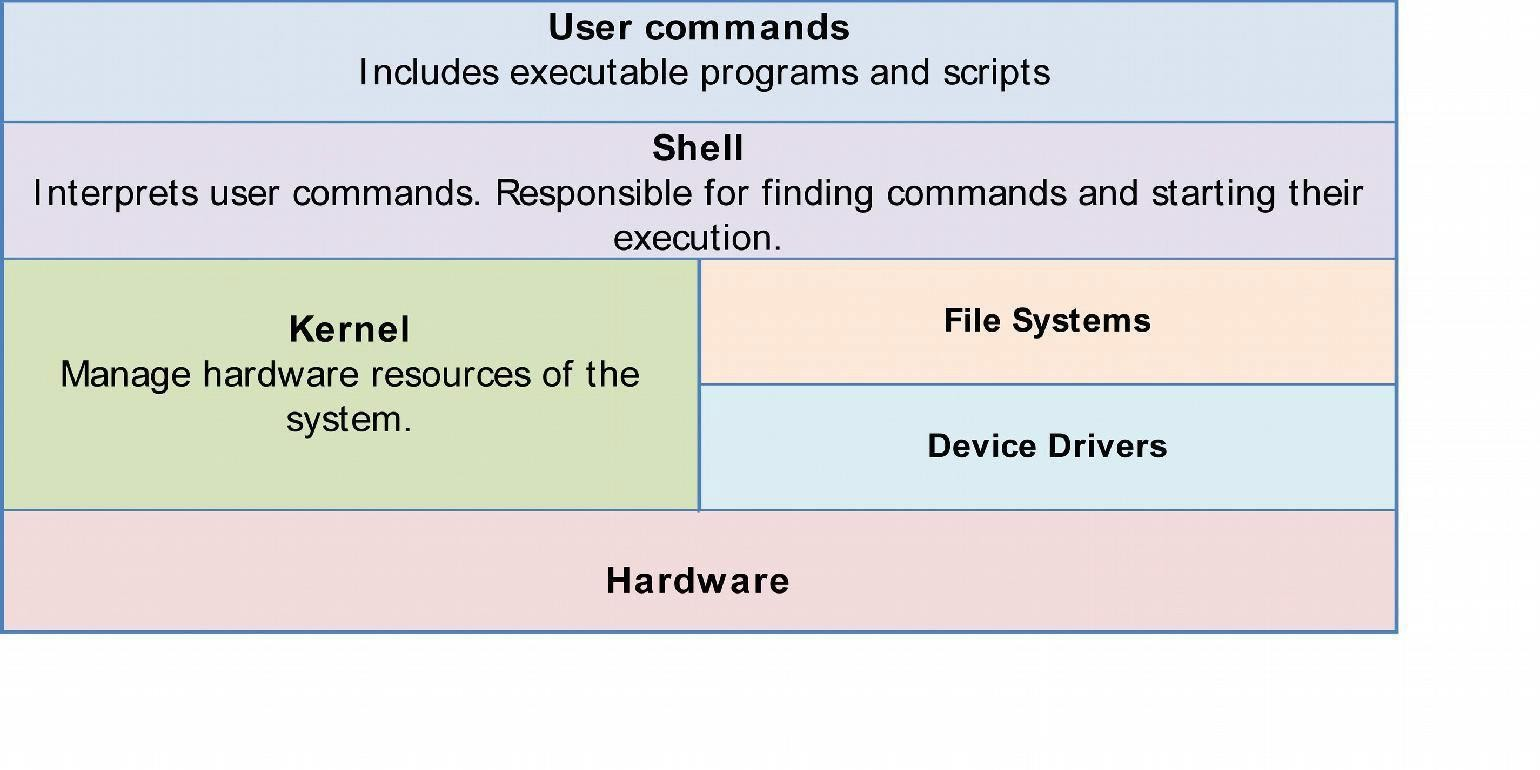 User commands
Includes executable programs and scripts
Shell
Interprets user commands. Responsible for finding commands and starting their
execution.
Kernel
Manage hardware resources of the
system.
File Systems
Device Drivers
Hardware